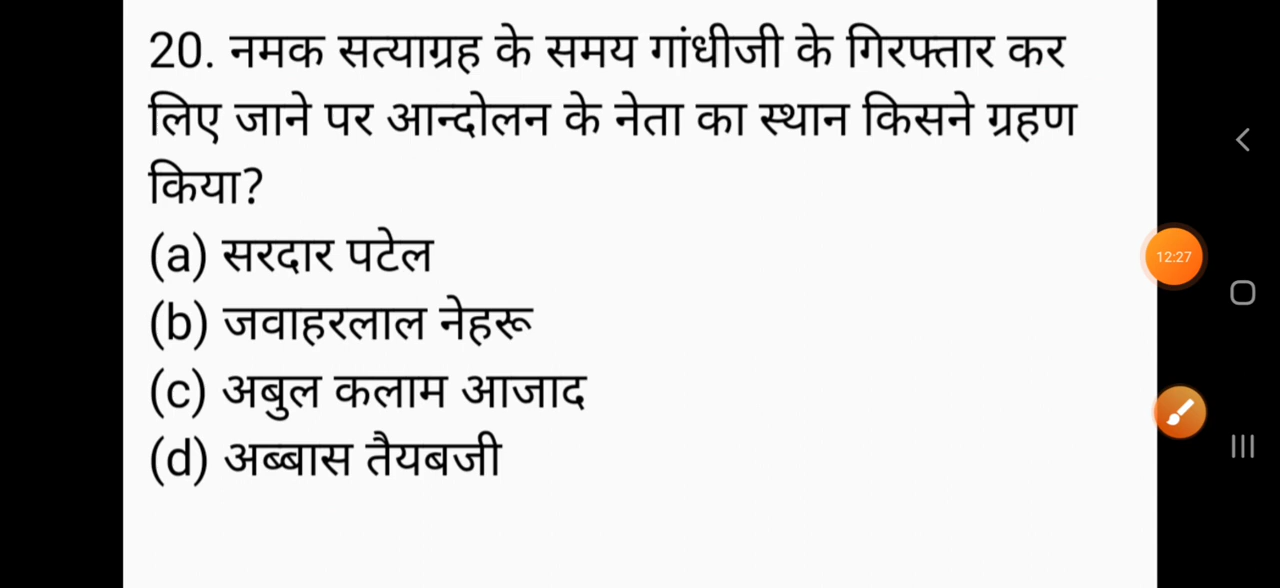 20. नमक सत्याग्रह के समय गांधीजी के गिरफ्तार कर
लिए जाने पर आन्दोलन के नेता का स्थान किसने ग्रहण
किया?
(a) सरदार पटेल
(b) जवाहरलाल नेहरू
(c) अबुल कलाम आजाद
(d) अब्बास तैयबजी
12:27